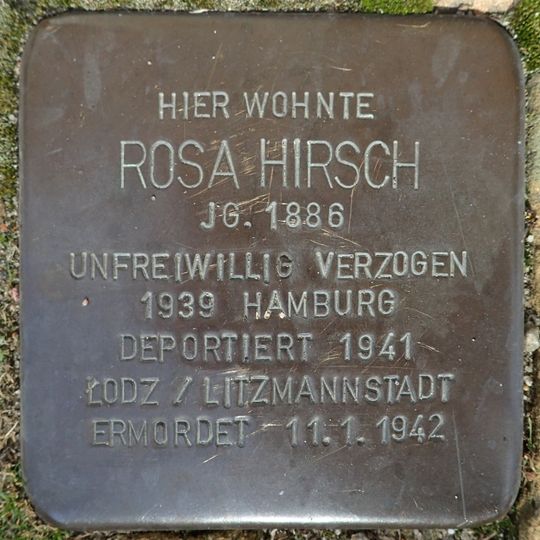 HIER WOHNTE
ROSA HIRSCH
JG. 1886
UNFREIWILLIG VERZOGEN
1939 HAMBURG
DEPORTIERT 1941
ŁODZ / LITZMANNSTADT
ERMORDET 11.1.1942